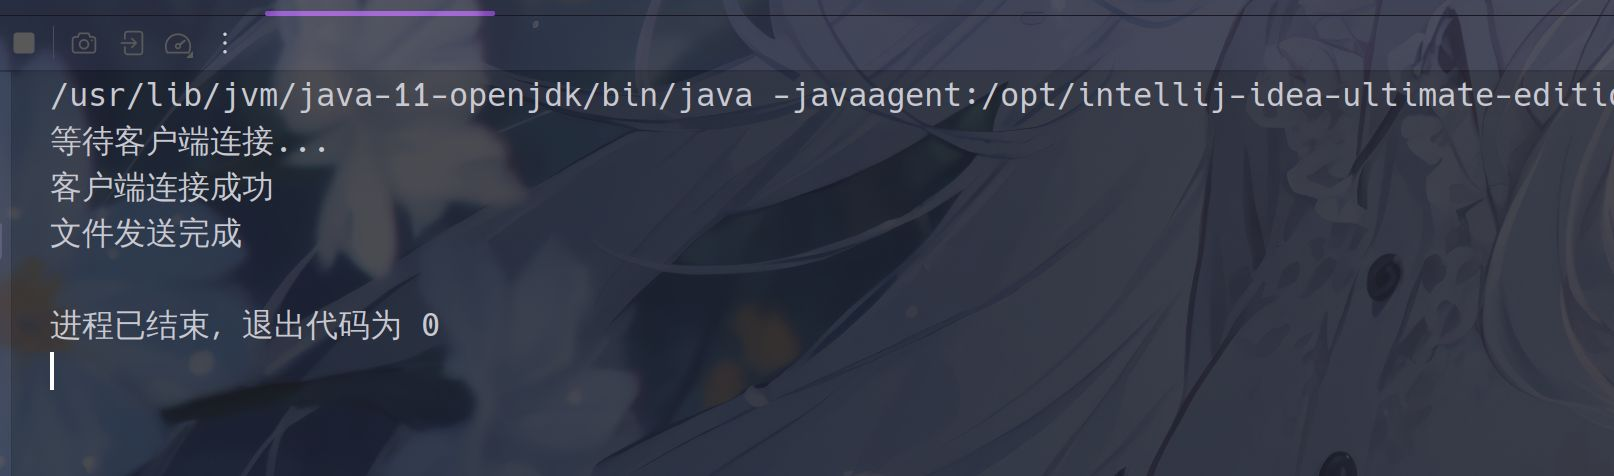 /usr/lib/jvm/java-11-openjdk/bin/java -javaagent:/opt/intellij-idea-ultimate-editio
等待客户端连接...
客户端连接成功
文件发送完成
进程已结束, 退出代码为 0